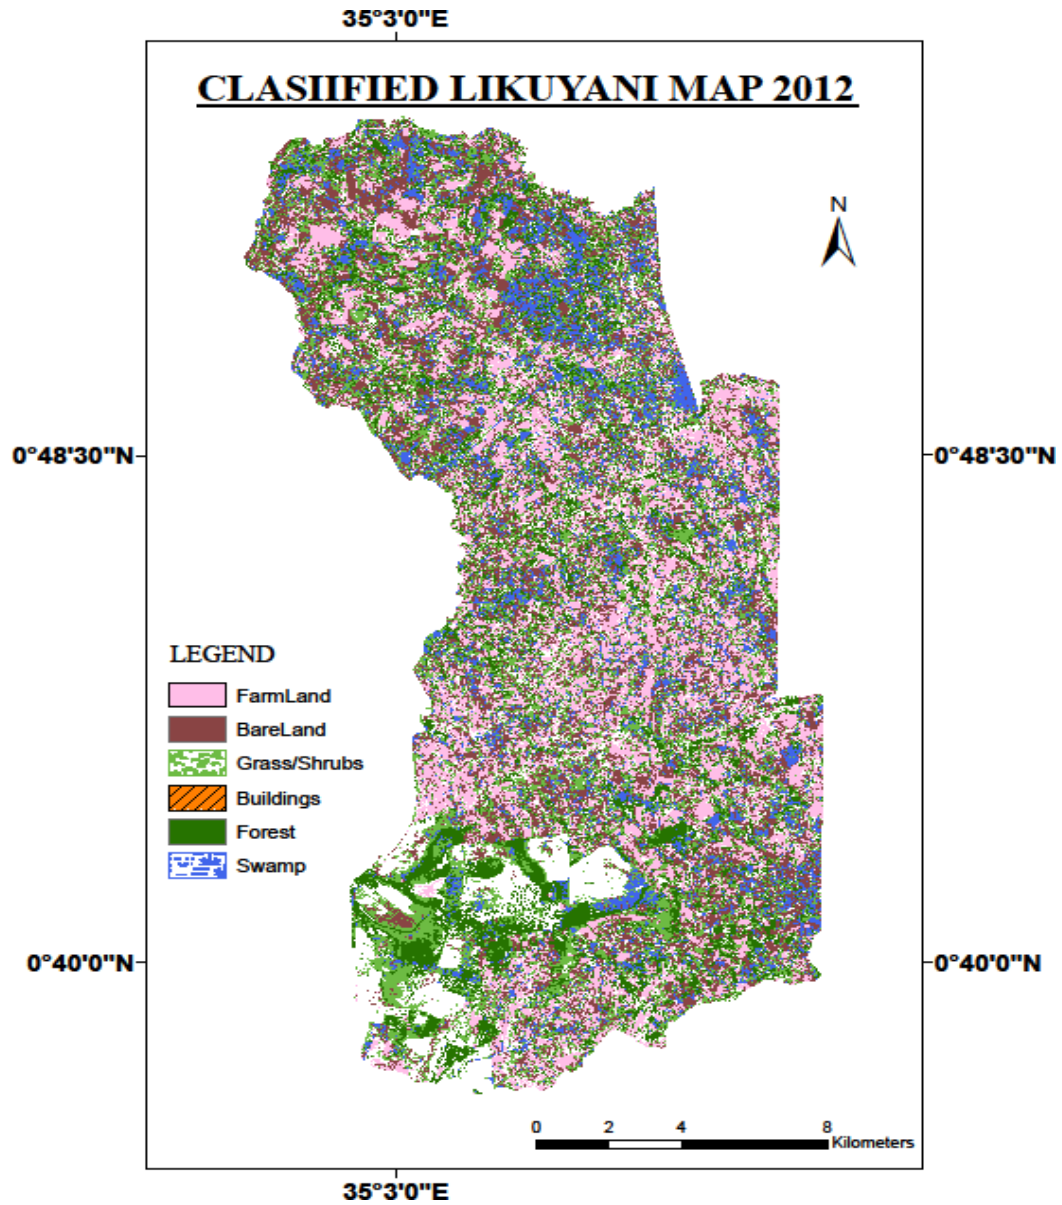 35°3'0"E
CLASIIFIED LIKUYANI MAP 2012
N
0°48'30"N
0°48'30"N
LEGEND
FarmLand
BareLand
Grass/Shrubs
Buildings
Forest
Swamp
0°40'0"N
0°40'0"N
0 2 4 8
Kilometers
35°3'0"E